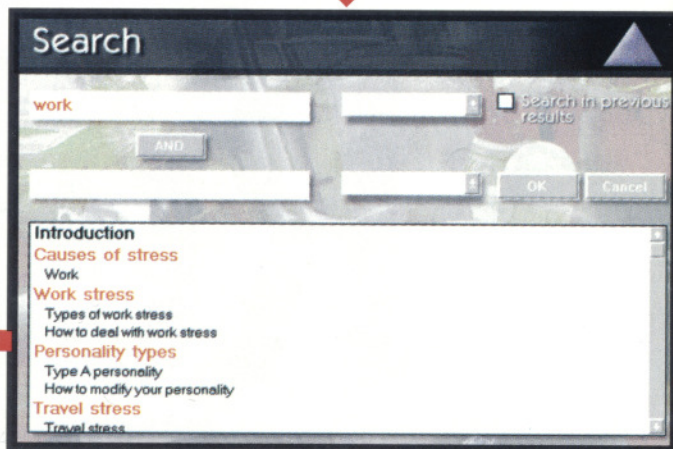 Search
work
Search in previous
results
AND
OK
Cancel
Introduction
Causes of stress
Work
Work stress
Types of work stress
How to deal with work stress
Personality types
Type A personality
How to modify your personality
Travel stress
Travel stress